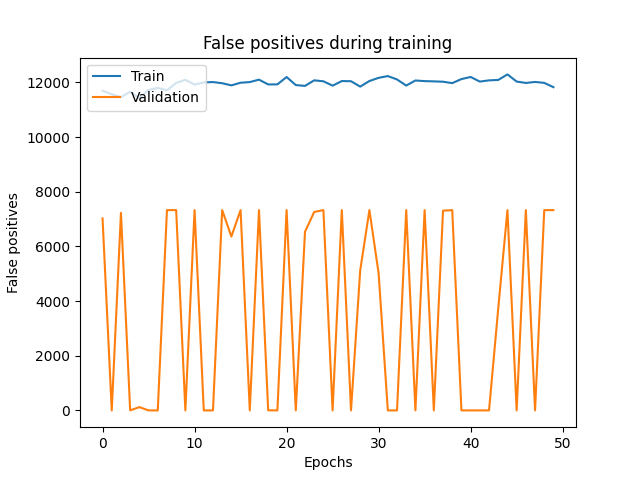 False positives during training
Train
Validation
False positives
12000
10000
8000
6000
4000
2000
0
0 10 20 30 40 50
Epochs